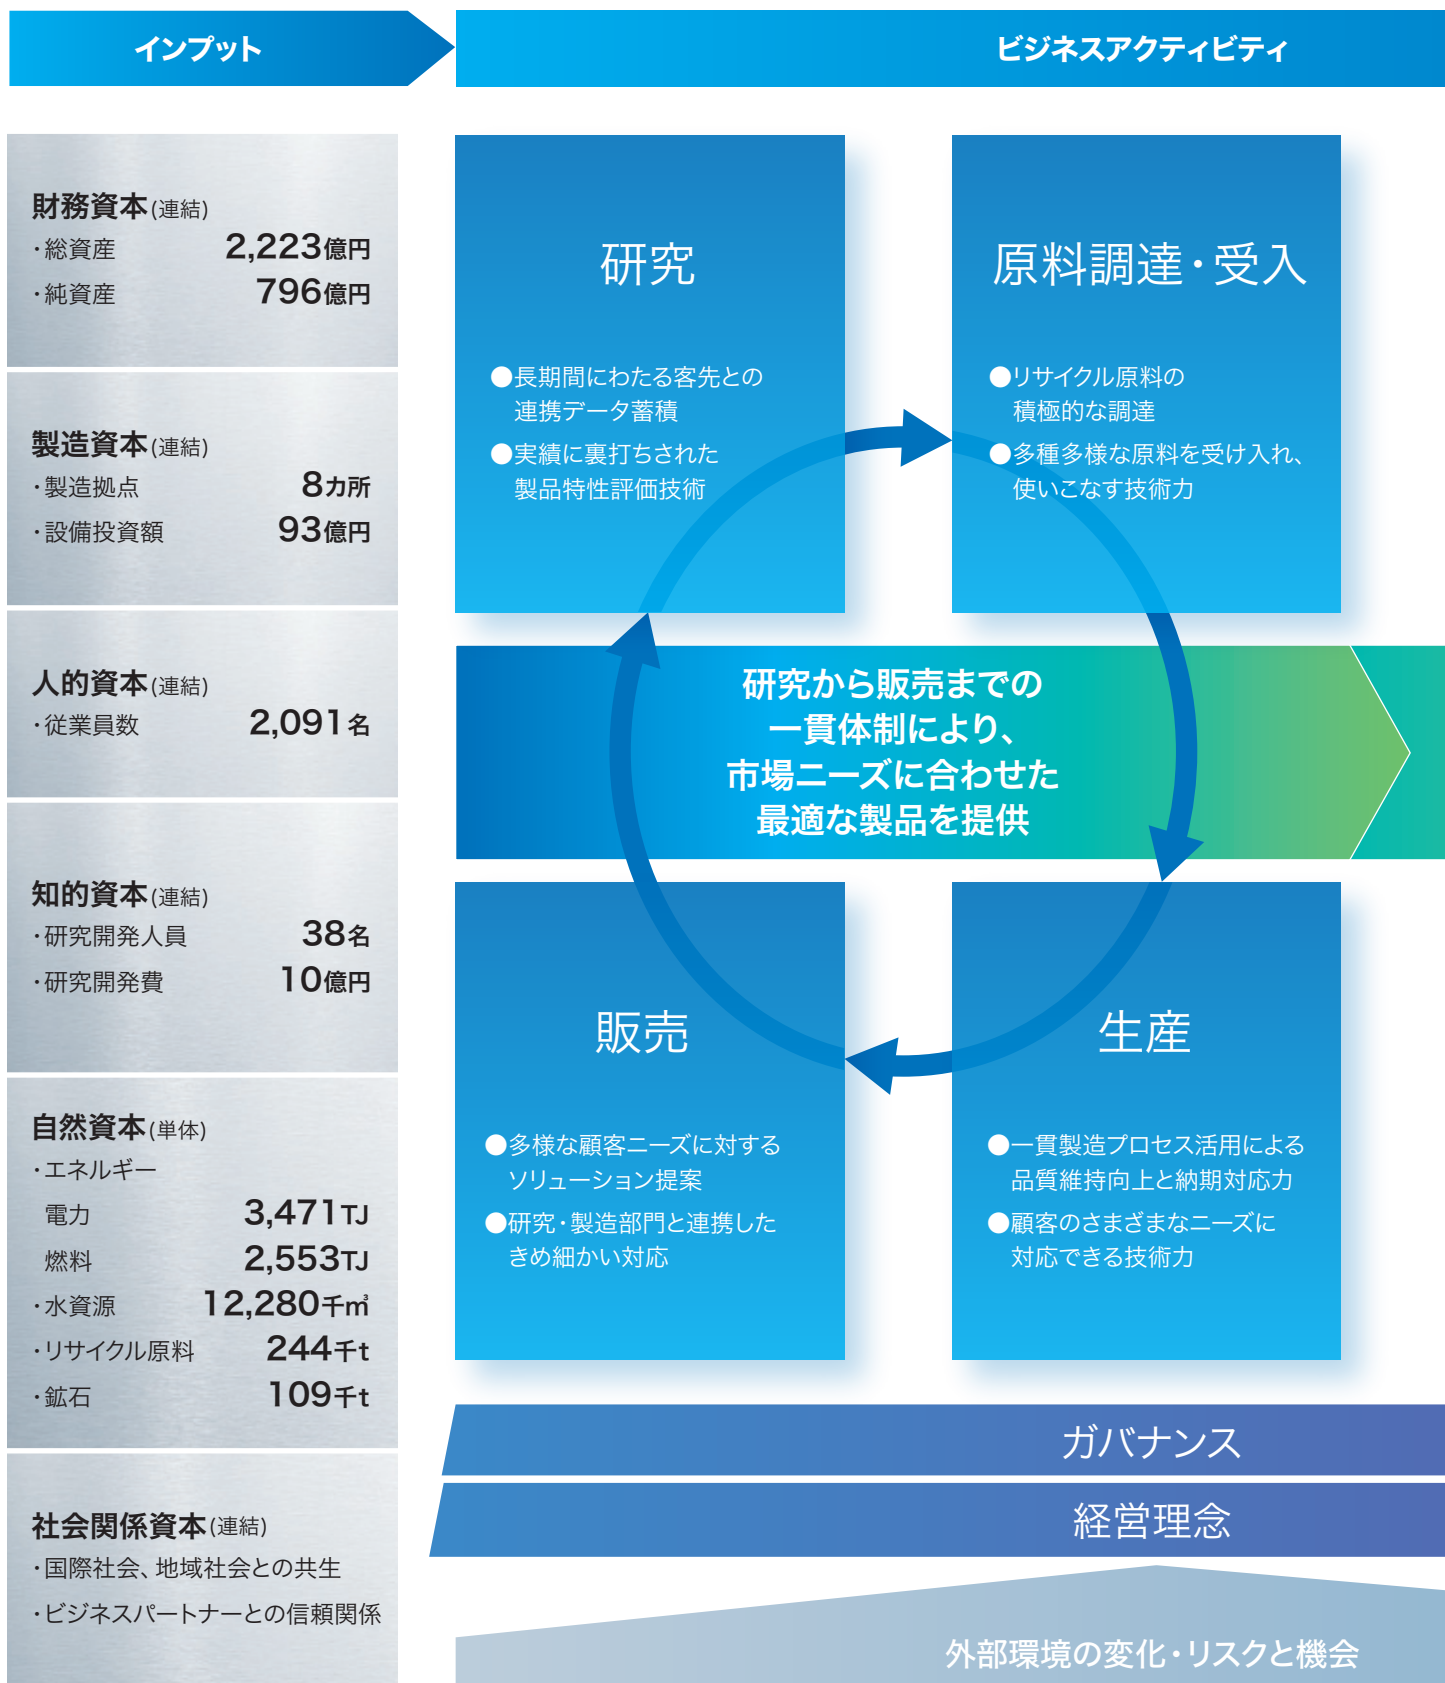 インプット
ビジネスアクティビティ
財務資本(連結)
・総資産 2,223億円
・純資産 796億円
製造資本(連結)
・製造拠点 8カ所
・設備投資額 93億円
人的資本(連結)
・従業員数 2,091名
知的資本(連結)
・研究開発人員 38名
・研究開発費 10億円
自然資本(単体)
・エネルギー
電力 3,471TJ
燃料 2,553TJ
・水資源 12,280千㎥
・リサイクル原料 244千t
・鉱石 109千t
社会関係資本(連結)
・国際社会、地域社会との共生
・ビジネスパートナーとの信頼関係
研究
●長期間にわたる客先との
連携データ蓄積
●実績に裏打ちされた
製品特性評価技術
原料調達・受入
●リサイクル原料の
積極的な調達
●多種多様な原料を受け入れ、
使いこなす技術力
研究から販売までの
一貫体制により、
市場ニーズに合わせた
最適な製品を提供
販売
●多様な顧客ニーズに対する
ソリューション提案
●研究・製造部門と連携した
きめ細かい対応
生産
●一貫製造プロセス活用による
品質維持向上と納期対応力
●顧客のさまざまなニーズに
対応できる技術力
ガバナンス
経営理念
外部環境の変化・リスクと機会